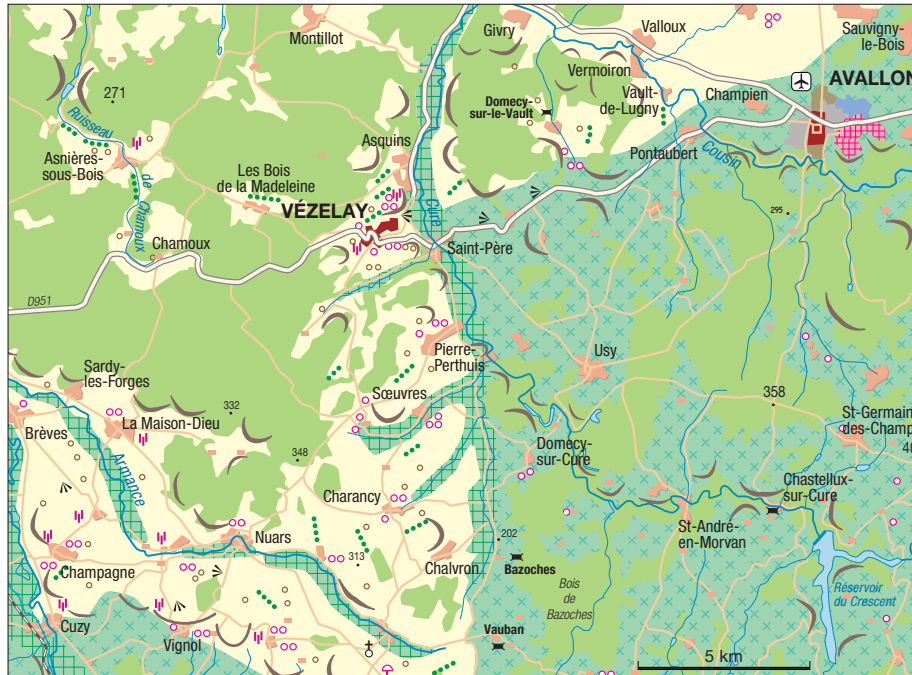 Montillot
Givry
Valloux
Sauvigny-
le-Bois
271
Vermoiron
AVALLON
Domecy-
sur-le-Vault
Vault-
de-Lugny
Champien
Ruisseau
de
Chamoux
Asnières-
sous-Bois
Asquins
Pontaubert
Cousin
Les Bois
de la Madeleine
VÉZELAY
Cure
295
Chamoux
Saint-Père
D951
Pierre-
Perthuis
Usy
Sardy-
les-Forges
Sœuvres
358
332
La Maison-Dieu
Brèves
St-Germain
des-Champ
40
348
Domecy-
sur-Cure
Armance
Charancy
Chastellux-
sur-Cure
St-André-
en-Morvan
Nuars
202
313
Chalvron
Bazoches
Champagne
Bois
de
Bazoches
Réservoir
du Crescent
Cuzy
Vignol
Vauban
5 km